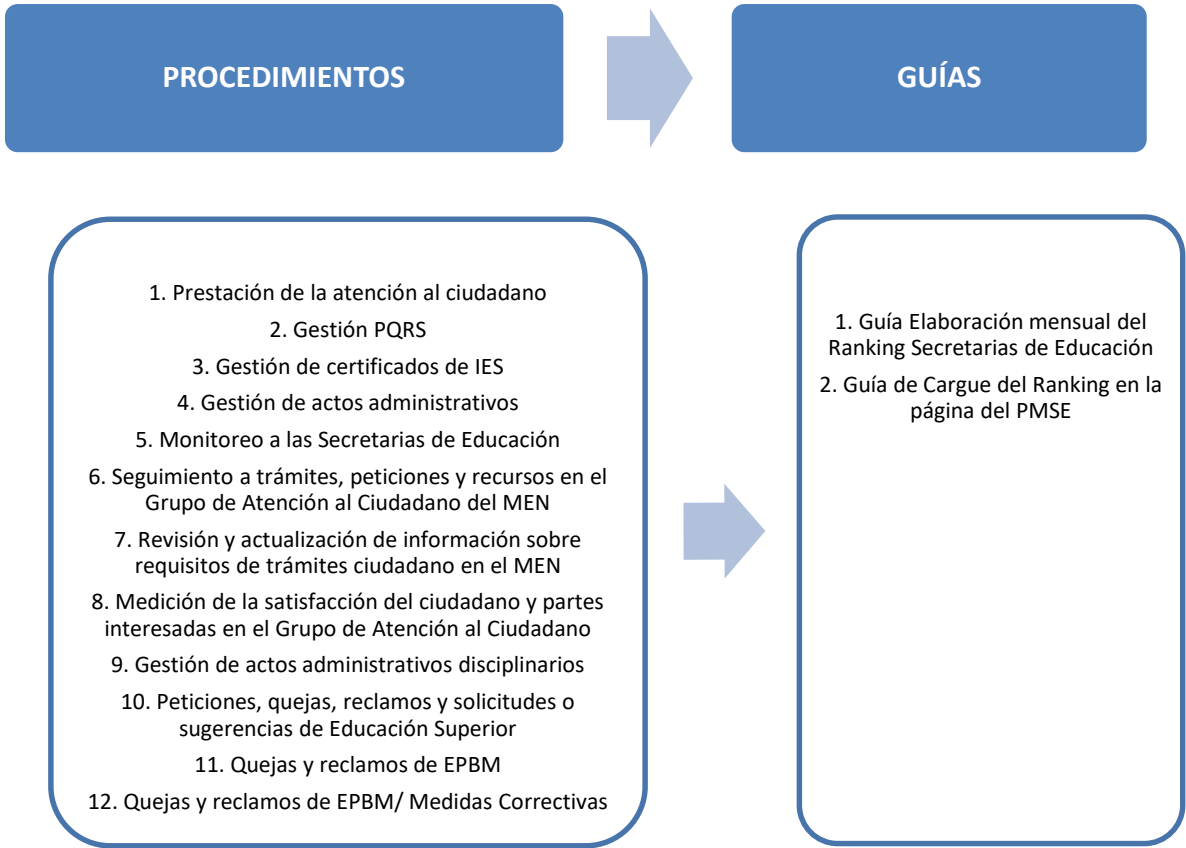 PROCEDIMIENTOS
GUÍAS
1. Prestación de la atención al ciudadano
2. Gestión PQRS
3. Gestión de certificados de IES
4. Gestión de actos administrativos
5. Monitoreo a las Secretarias de Educación
6. Seguimiento a trámites, peticiones y recursos en el
Grupo de Atención al Ciudadano del MEN
7. Revisión y actualización de información sobre
requisitos de trámites ciudadano en el MEN
8. Medición de la satisfacción del ciudadano y partes
interesadas en el Grupo de Atención al Ciudadano
9. Gestión de actos administrativos disciplinarios
10. Peticiones, quejas, reclamos y solicitudes o
sugerencias de Educación Superior
11. Quejas y reclamos de EPBM
12. Quejas y reclamos de EPBM/ Medidas Correctivas
1. Guía Elaboración mensual del
Ranking Secretarias de Educación
2. Guía de Cargue del Ranking en la
página del PMSE